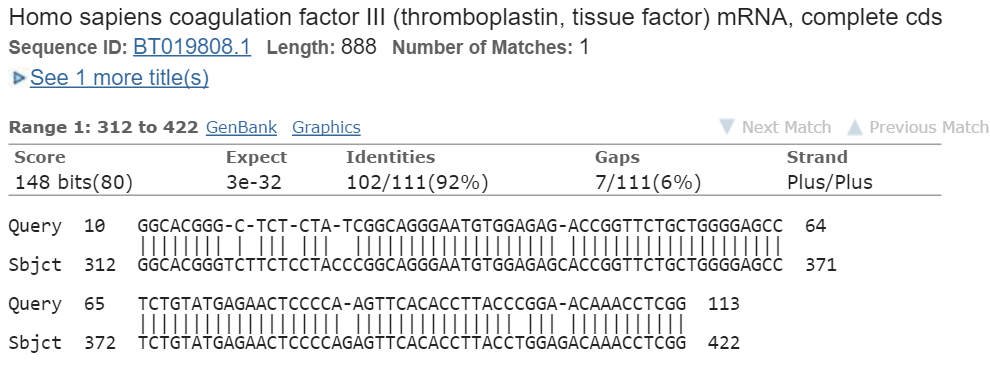 Homo sapiens coagulation factor III (thromboplastin, tissue factor) mRNA, complete cds
Sequence ID: BT019808.1 Length: 888 Number of Matches: 1
See 1 more title(s)
Range 1: 312 to 422 GenBank Graphics Next Match Previous Match
Score Expect Identities Gaps Strand
148 bits(80) 3e-32 102/111(92%) 7/111(6%) Plus/Plus
Query 10 GGCACGGG-C-TCT-CTA-TCGGCAGGGAATGTGGAGAG-ACCGGTTCTGCTGGGGAGCC 64
Sbjct 312 GGCACGGGTCTTCTCCTACCCGGCAGGGAATGTGGAGAGCACCGGTTCTGCTGGGGAGCC 371
Query 65 TCTGTATGAGAACTCCCCA-AGTTCACACCTTACCCGGA-ACAAACCTCGG 113
Sbjct 372 TCTGTATGAGAACTCCCCAGAGTTCACACCTTACCTGGAGACAAACCTCGG 422